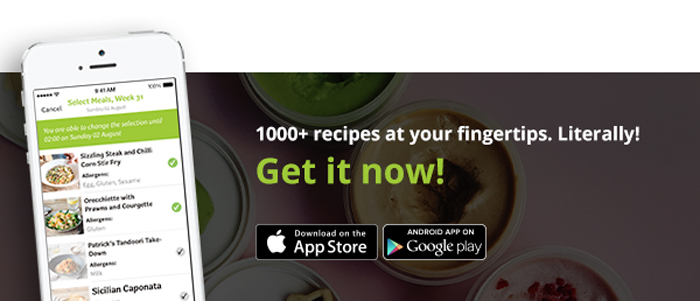 9:41 AM
100%
Cancel
Select Meals, Week 31
Sunday 02 August
You are able to change the selection until
02:00 on Sunday 02 August
Sizzling Steak and Chilli
Corn Stir Fry
Allergens:
Egg, Gluten, Sesame
Orecchiette with
Prawns and Courgette
Allergens:
Gluten
Patrick's Tandoori Take-
Down
Allergens:
Milk
Sicilian Caponata
1000+ recipes at your fingertips. Literally!
Get it now!
Download on the
App Store
ANDROID APP ON
Google play